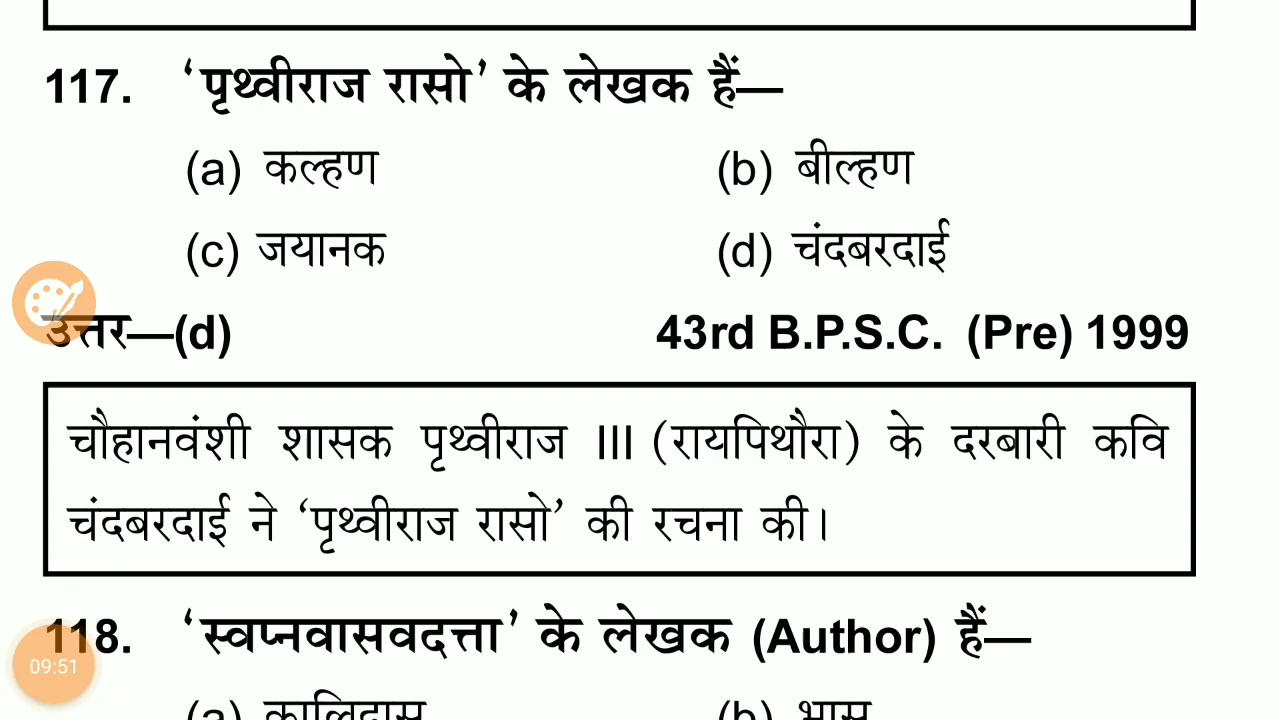 117. ‘पृथ्वीराज रासो’ के लेखक हैं—
(a) कल्हण (b) बील्हण
(c) जयानक (d) चंदबरदाई
उत्तर—(d) 43rd B.P.S.C. (Pre) 1999
चौहानवंशी शासक पृथ्वीराज III (रायपिथौरा) के दरबारी कवि
चंदबरदाई ने ‘पृथ्वीराज रासो’ की रचना की।
118. ‘स्वप्नवासवदत्ता’ के लेखक (Author) हैं—
09:51
(a) कालिदास (b) भास